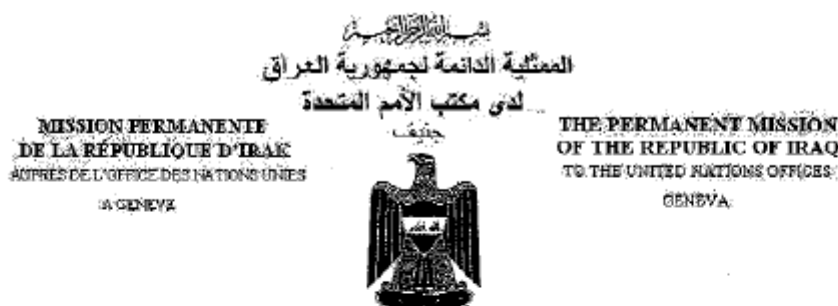 بسم الله الرحمن الرحيم
الممثلية الدائمة لجمهورية العراق
لدى مكتب الأمم المتحدة
جنيف
MISSION PERMANENTE
DE LA RÉPUBLIQUE D'IRAK
AUPRÈS DE L'OFFICE DES NATIONS UNIES
A GENEVE
THE PERMANENT MISSION
OF THE REPUBLIC OF IRAQ
TO THE UNITED NATIONS OFFICES
GENEVA